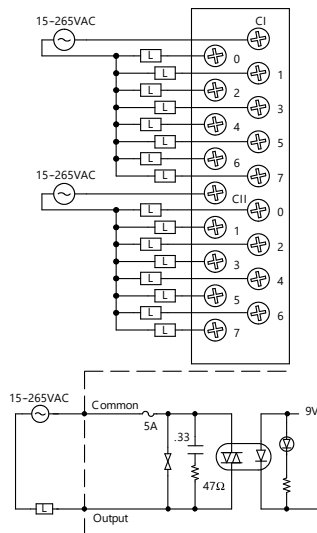 15–265VAC
CI
L
0
L
1
L
2
L
3
L
4
L
5
L
6
L
7
15–265VAC
CII
L
0
L
1
L
2
L
3
L
4
L
5
L
6
L
7
15–265VAC
Common
5A
.33
47Ω
9V
L
Output